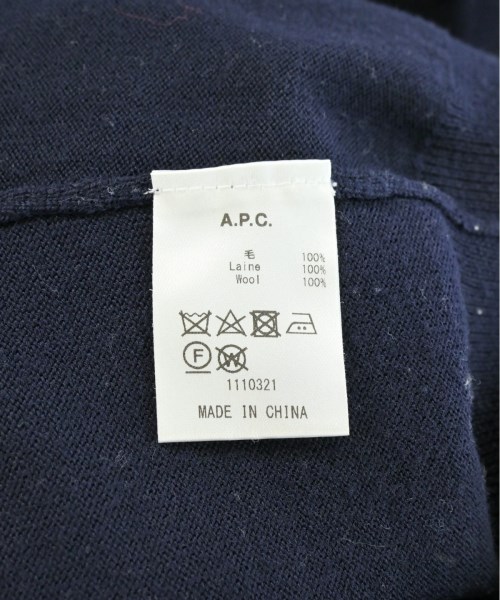 A.P.C.
毛 100%
Laine 100%
Wool 100%
F W
1110321
MADE IN CHINA